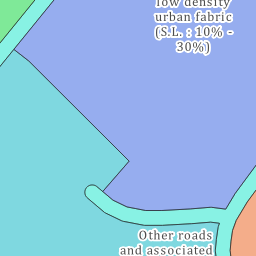 low density
urban fabric
(S.L. : 10% -
30%)
Other roads
and associated